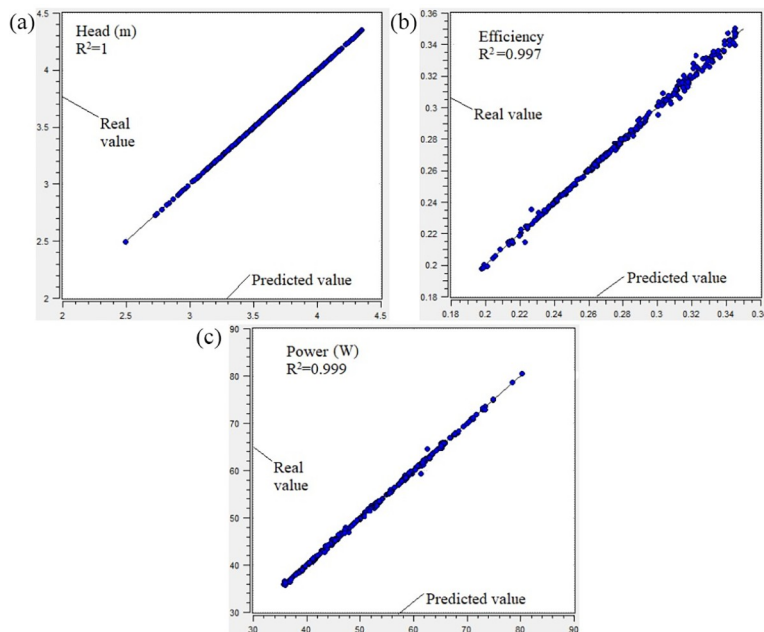 (a)
Head (m)
R²=1
Real
value
Predicted value
4.5
4
3.5
3
2.5
2
2
2.5
3
3.5
4
4.5
(b)
Efficiency
R²=0.997
Real value
Predicted value
0.36
0.34
0.32
0.3
0.28
0.26
0.24
0.22
0.2
0.18
0.18
0.2
0.22
0.24
0.26
0.28
0.3
0.32
0.34
(c)
Power (W)
R²=0.999
Real
value
Predicted value
90
80
70
60
50
40
30
30
40
50
60
70
80
90